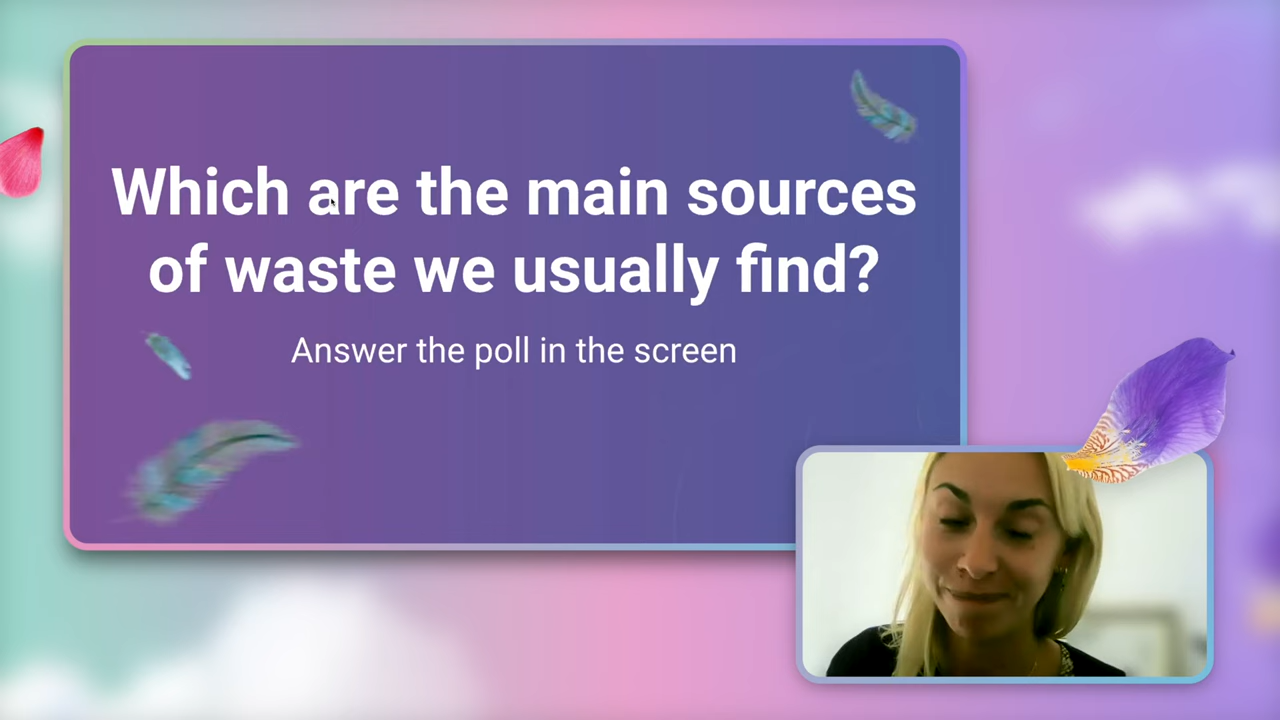 Which are the main sources
of waste we usually find?
Answer the poll in the screen